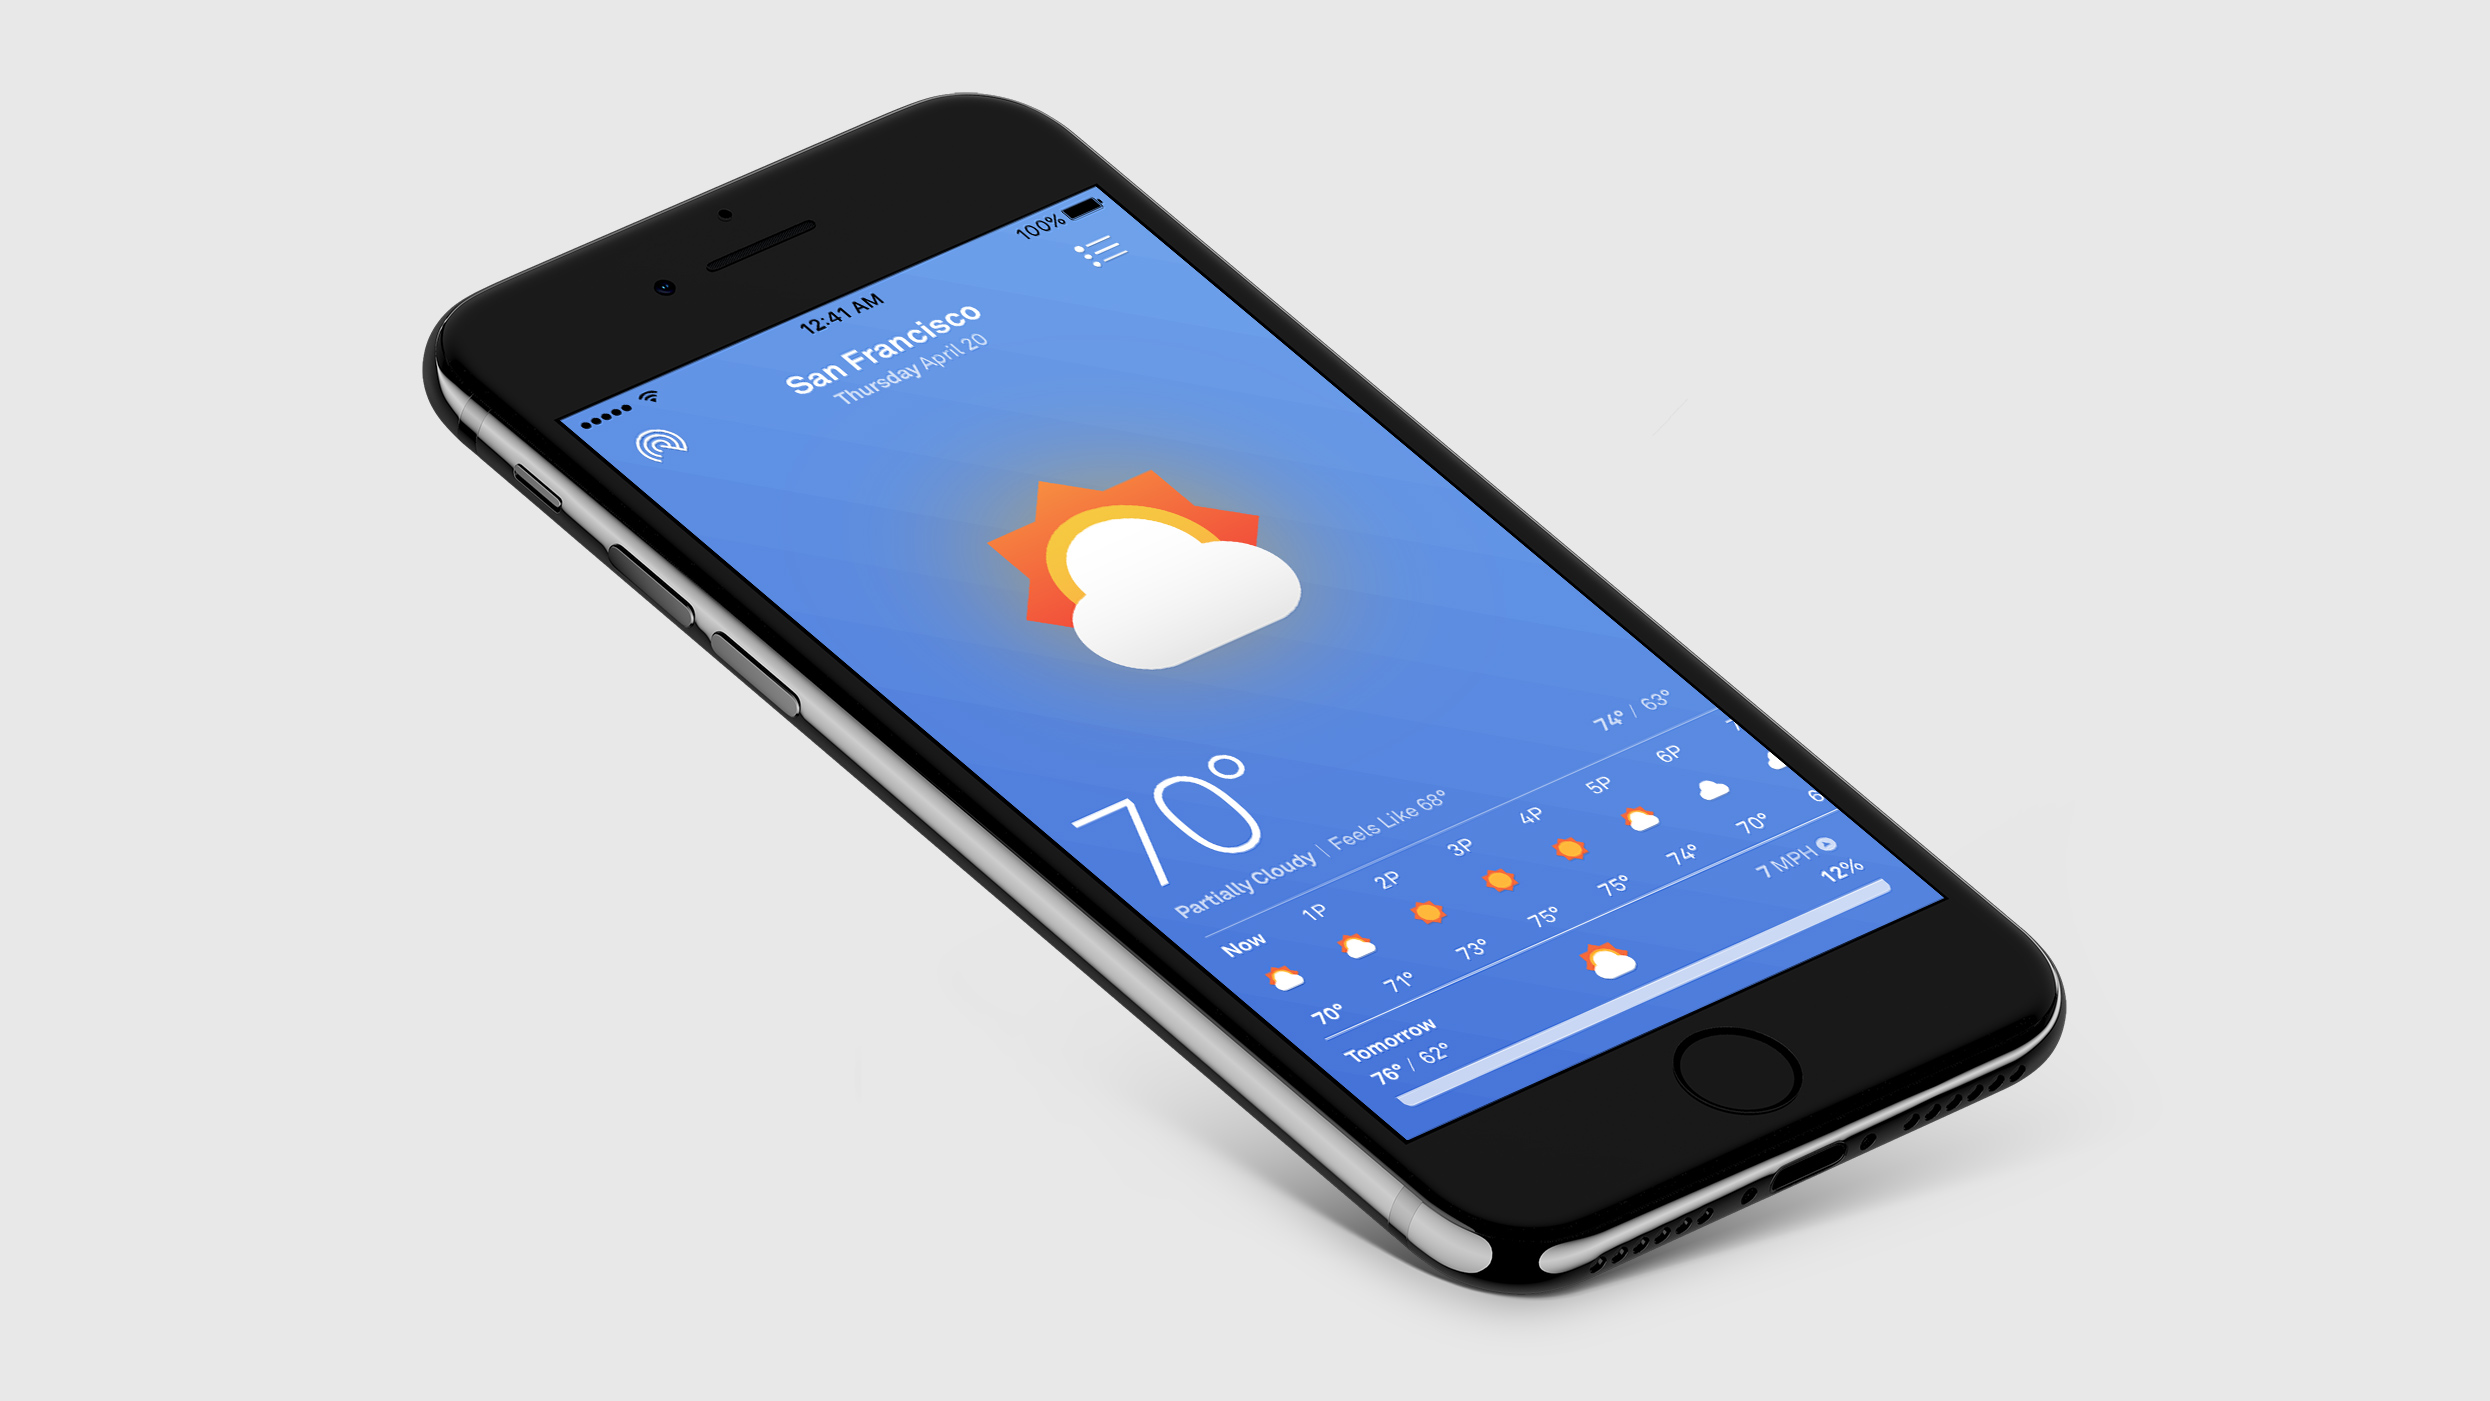 12:41 AM
100%
San Francisco
Thursday April 20
70°
74° / 63°
Partially Cloudy | Feels Like 68°
Now 1P 2P 3P 4P 5P 6P
70° 71° 73° 75° 75° 74° 70°
Tomorrow
76° / 62°
7 MPH
12%